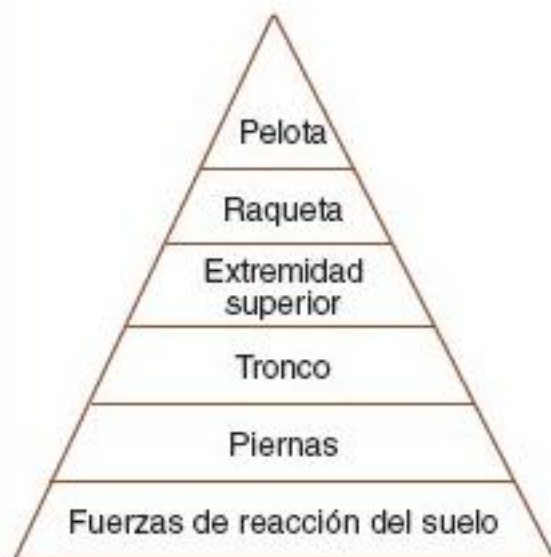 Pelota
Raqueta
Extremidad
superior
Tronco
Piernas
Fuerzas de reacción del suelo